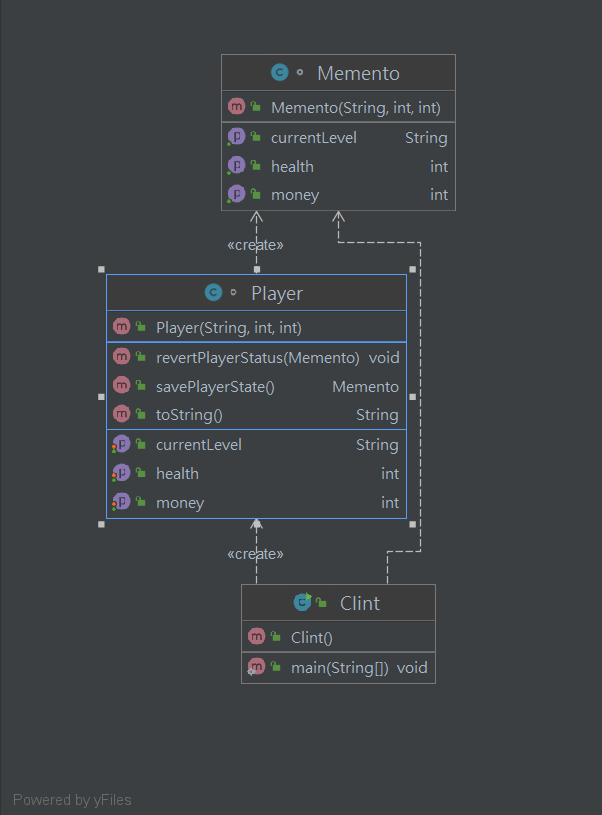 Memento
Memento(String, int, int)
currentLevel String
health int
money int
«create»
Player
Player(String, int, int)
revertPlayerStatus(Memento) void
savePlayerState() Memento
toString() String
currentLevel String
health int
money int
«create»
Clint
Clint()
main(String[]) void
Powered by yFiles